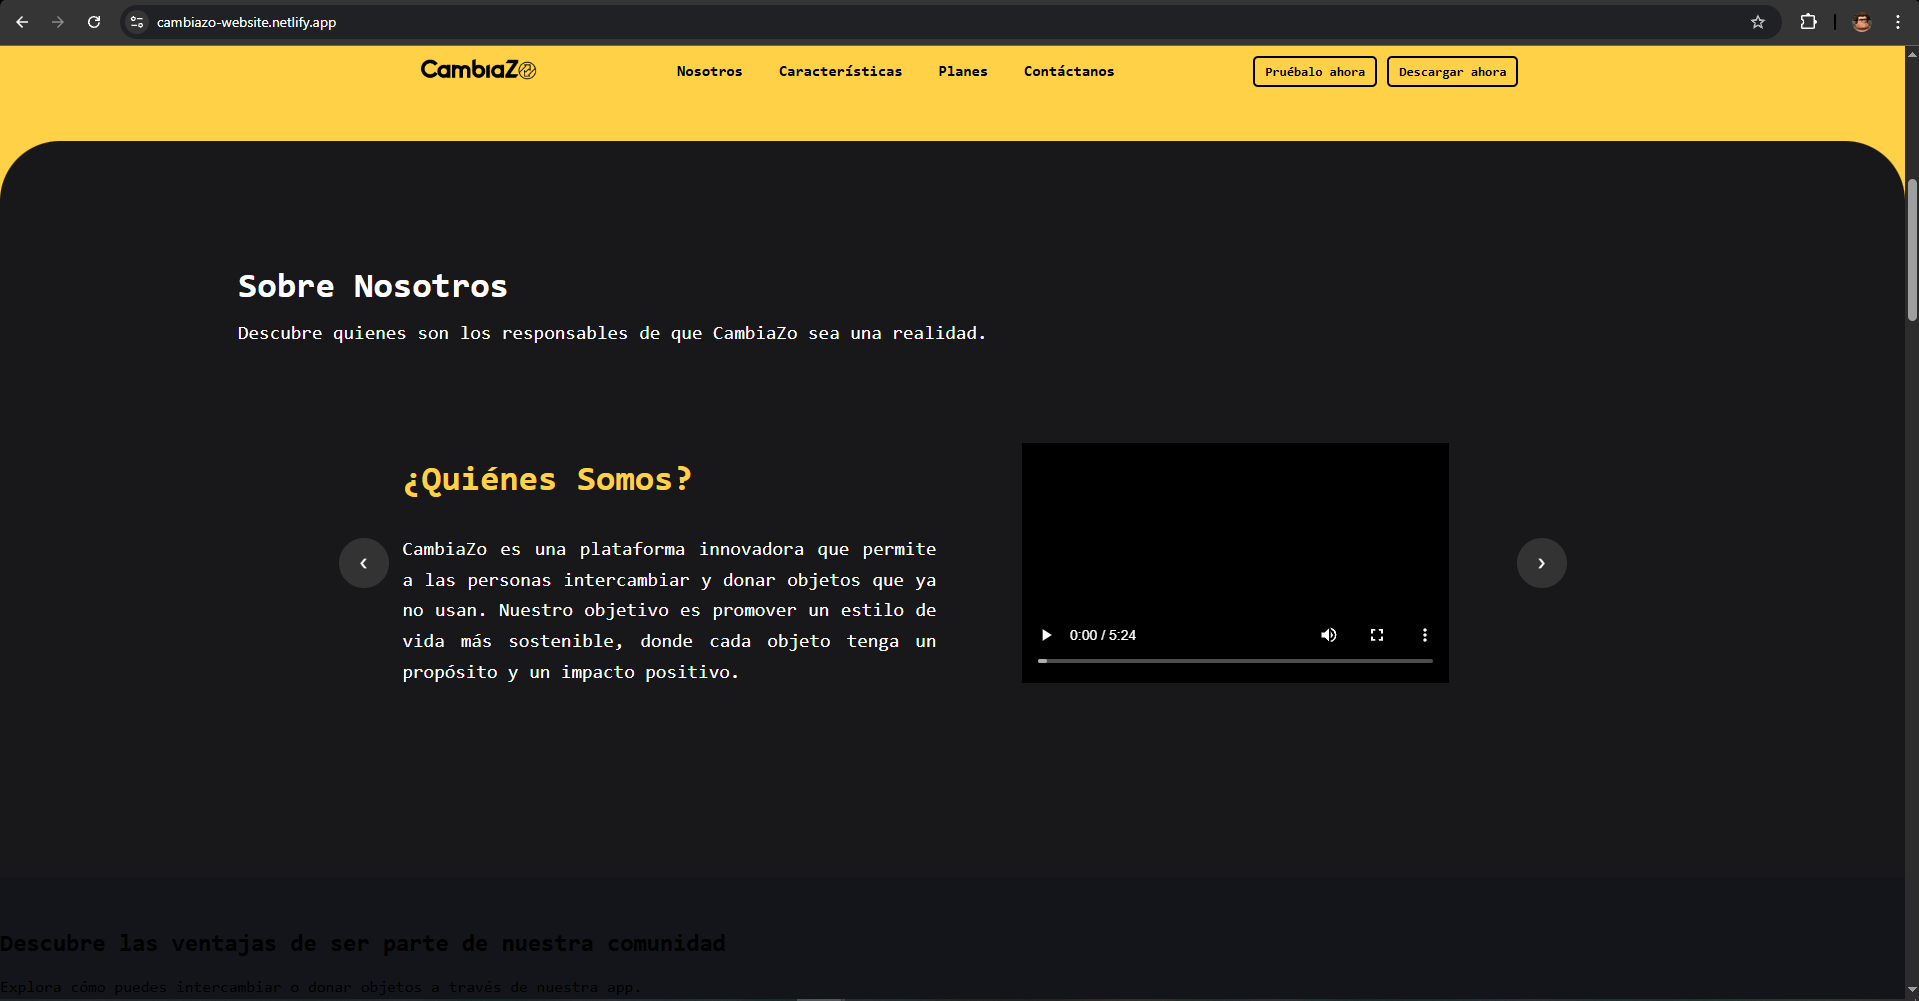 cambiazo-website.netlify.app
CambiaZo
Nosotros
Características
Planes
Contáctanos
Pruébalo ahora
Descargar ahora
Sobre Nosotros
Descubre quienes son los responsables de que CambiaZo sea una realidad.
¿Quiénes Somos?
CambiaZo es una plataforma innovadora que permite
a las personas intercambiar y donar objetos que ya
no usan. Nuestro objetivo es promover un estilo de
vida más sostenible, donde cada objeto tenga un
propósito y un impacto positivo.
0:00 / 5:24
Descubre las ventajas de ser parte de nuestra comunidad
Explora cómo puedes intercambiar o donar objetos a través de nuestra app.